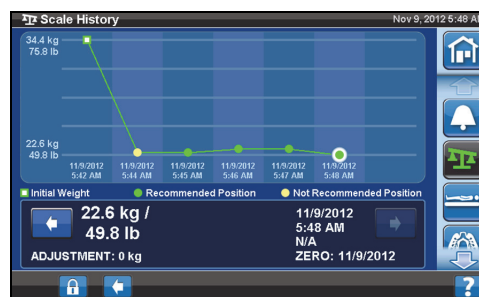 Scale History
Nov 9, 2012 5:48 AM
34.4 kg
75.8 lb
22.6 kg
49.8 lb
11/9/2012 11/9/2012 11/9/2012 11/9/2012 11/9/2012 11/9/2012
5:42 AM 5:44 AM 5:45 AM 5:46 AM 5:47 AM 5:48 AM
Initial Weight Recommended Position Not Recommended Position
22.6 kg /
49.8 lb
ADJUSTMENT: 0 kg
11/9/2012
5:48 AM
N/A
ZERO: 11/9/2012
?